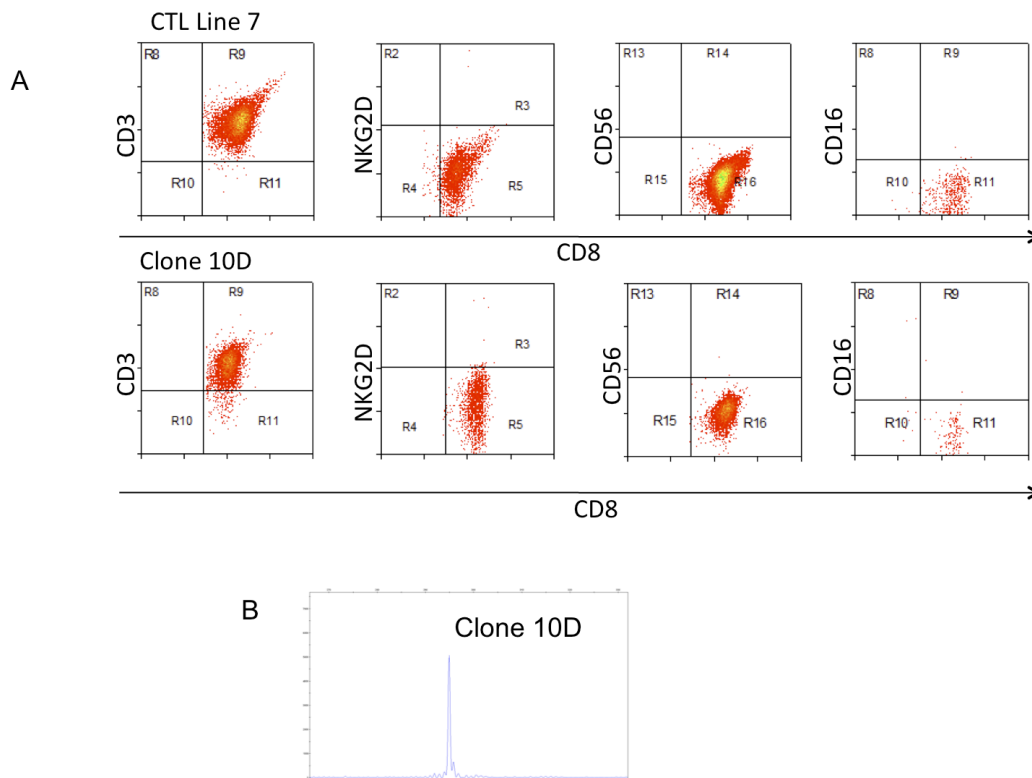 CTL Line 7
A
R8 R9
CD3
R10 R11
R2
NKG2D
R3
R4 R5
R13 R14
CD56
R15 R16
R8 R9
CD16
R10 R11
CD8
Clone 10D
R8 R9
CD3
R10 R11
R2
NKG2D
R3
R4 R5
R13 R14
CD56
R15 R16
R8 R9
CD16
R10 R11
CD8
B
Clone 10D